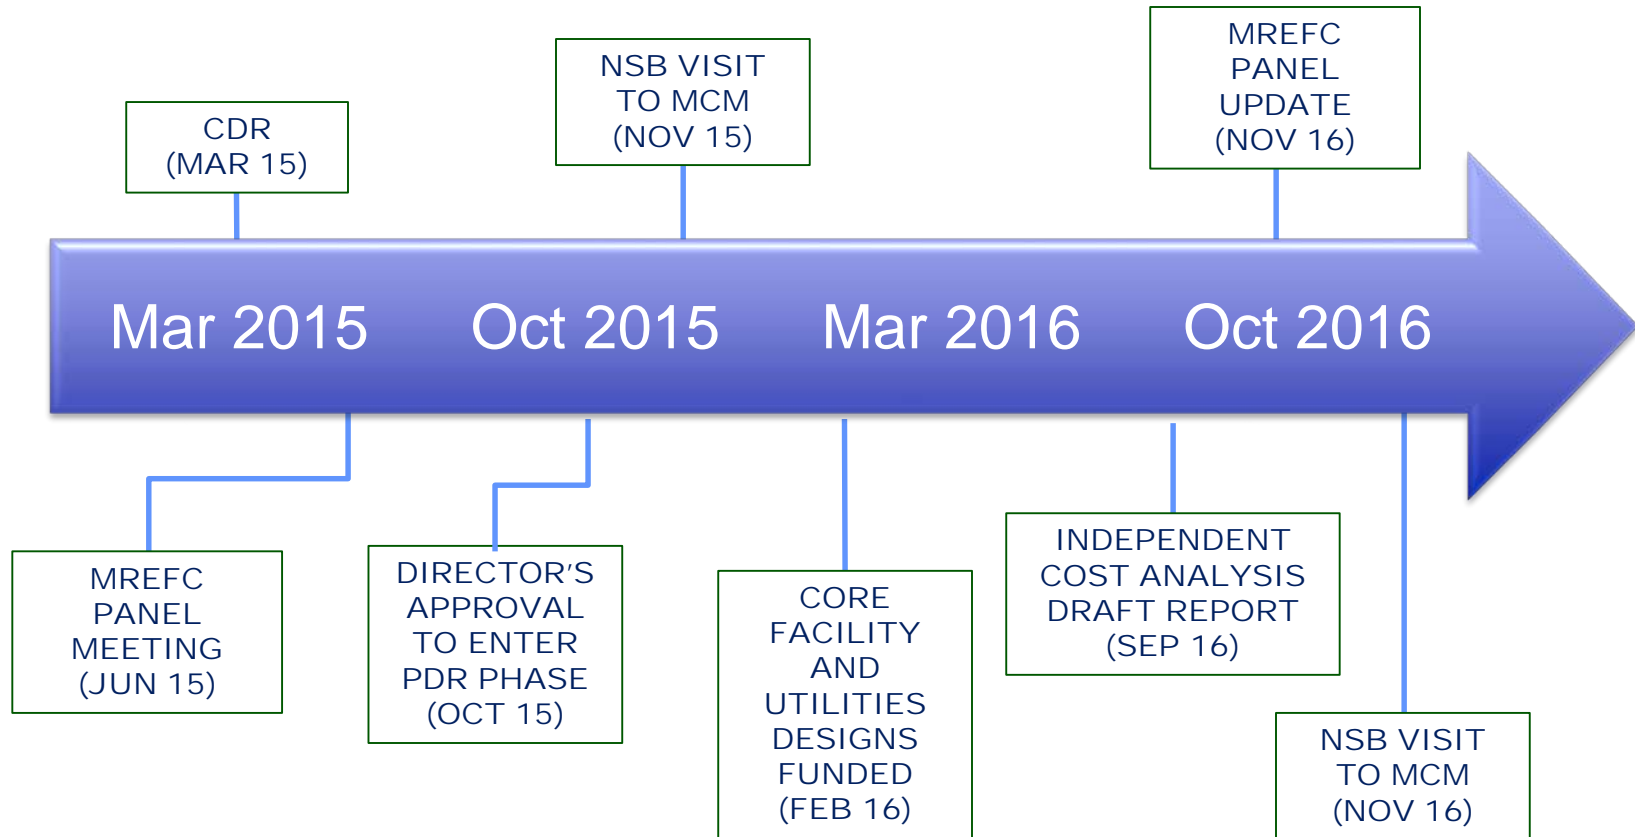 CDR
(MAR 15)
NSB VISIT
TO MCM
(NOV 15)
MREFC
PANEL
UPDATE
(NOV 16)
Mar 2015
Oct 2015
Mar 2016
Oct 2016
MREFC
PANEL
MEETING
(JUN 15)
DIRECTOR'S
APPROVAL
TO ENTER
PDR PHASE
(OCT 15)
CORE
FACILITY
AND
UTILITIES
DESIGNS
FUNDED
(FEB 16)
INDEPENDENT
COST ANALYSIS
DRAFT REPORT
(SEP 16)
NSB VISIT
TO MCM
(NOV 16)